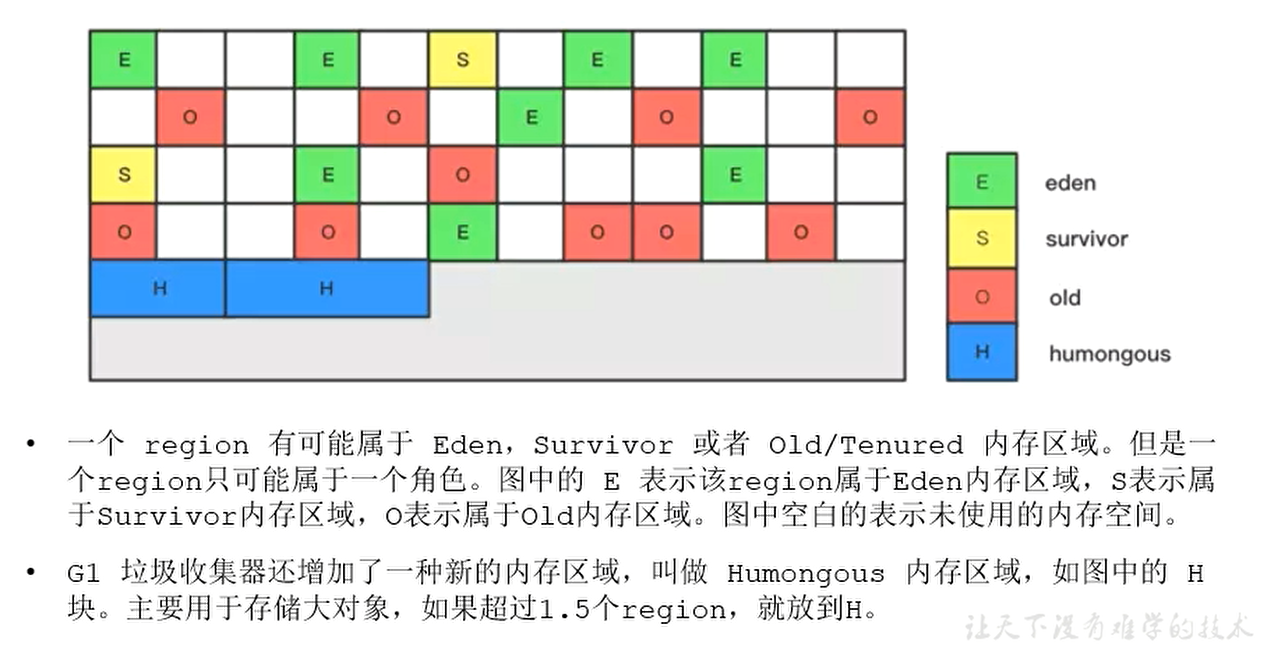 E E S E E
O O E O O
S E O E
O O E O O O
H H
E eden
S survivor
O old
H humongous
• 一个 region 有可能属于 Eden，Survivor 或者 Old/Tenured 内存区域。但是一
个region只可能属于一个角色。图中的 E 表示该region属于Eden内存区域，S表示属
于Survivor内存区域，O表示属于Old内存区域。图中空白的表示未使用的内存空间。
• G1 垃圾收集器还增加了一种新的内存区域，叫做 Humongous 内存区域，如图中的 H
块。主要用于存储大对象，如果超过1.5个region，就放到H。
让天下没有难学的技术